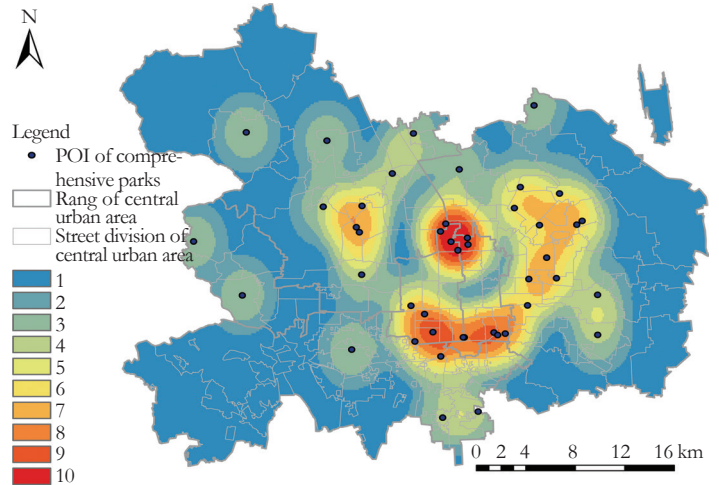 N
Legend
POI of compre-
hensive parks
Rang of central
urban area
Street division of
central urban area
1
2
3
4
5
6
7
8
9
10
0 2 4 8 12 16 km